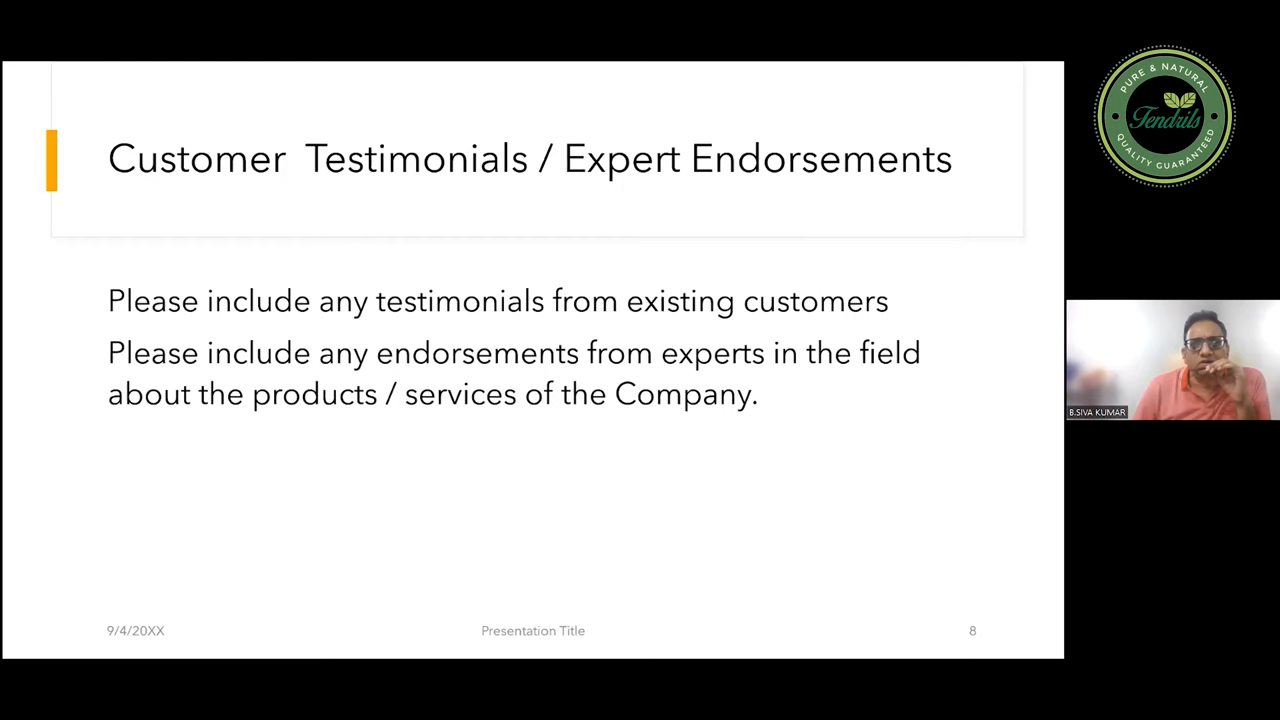 Customer  Testimonials / Expert Endorsements
Please include any testimonials from existing customers
Please include any endorsements from experts in the field
about the products / services of the Company.
9/4/20XX
Presentation Title
8
PURE & NATURAL
Tendrils
QUALITY GUARANTEED
B.SIVA KUMAR